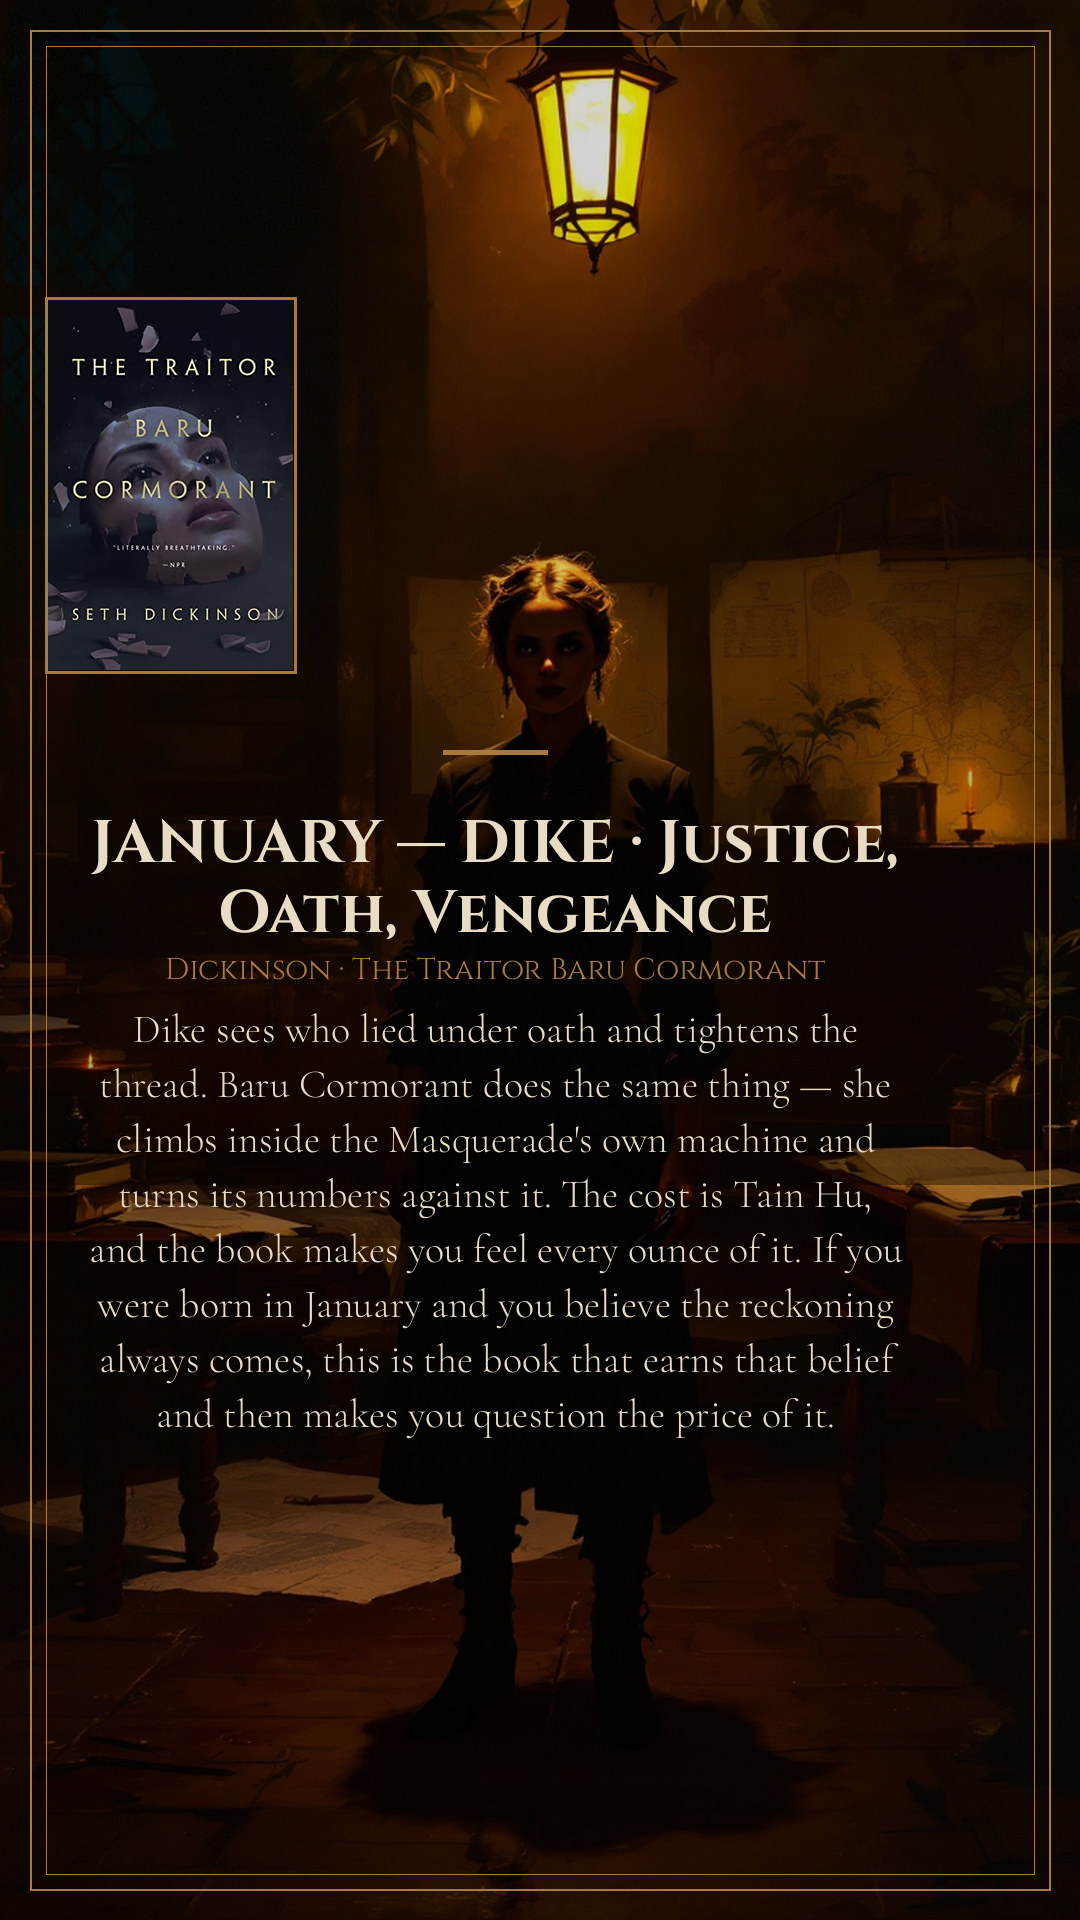 THE TRAITOR
BARU
CORMORANT
"LITERALLY BREATHTAKING."
—NPR
SETH DICKINSON
JANUARY — DIKE · JUSTICE,
OATH, VENGEANCE
DICKINSON · THE TRAITOR BARU CORMORANT
Dike sees who lied under oath and tightens the
thread. Baru Cormorant does the same thing — she
climbs inside the Masquerade's own machine and
turns its numbers against it. The cost is Tain Hu,
and the book makes you feel every ounce of it. If you
were born in January and you believe the reckoning
always comes, this is the book that earns that belief
and then makes you question the price of it.